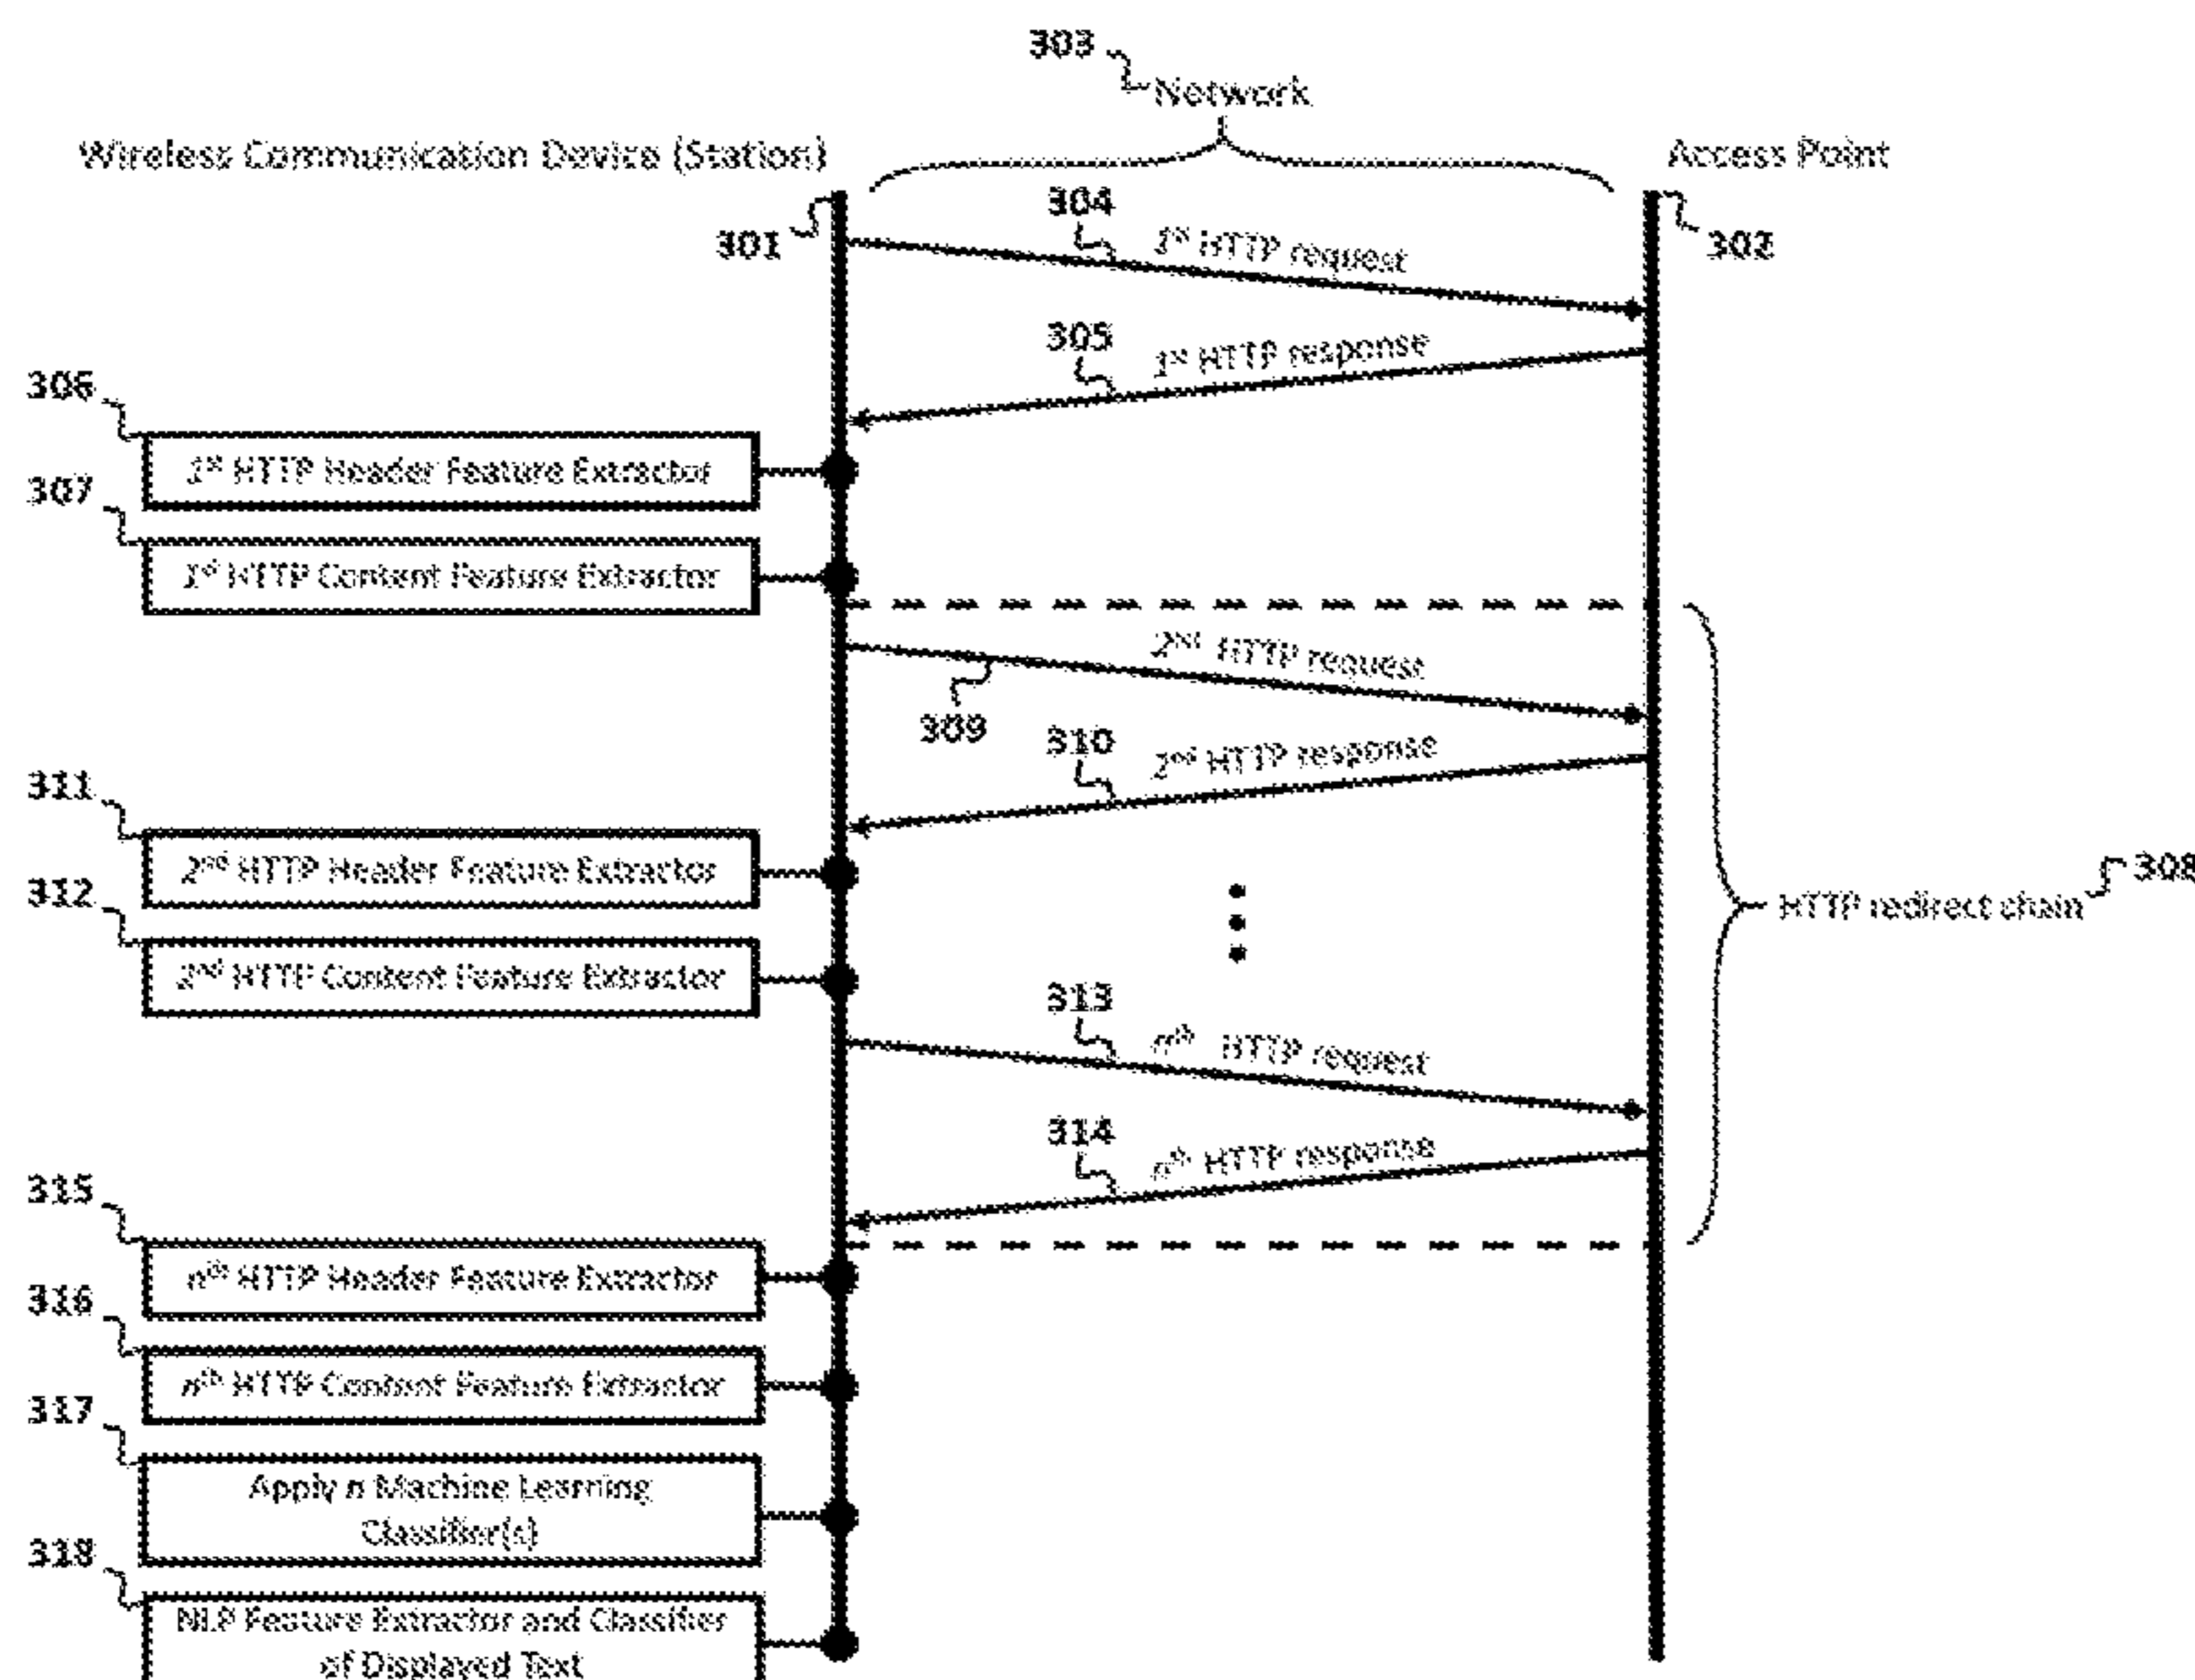 303
Network
Wireless Communication Device (Station)
Access Point
301
302
304
1st HTTP request
305
1st HTTP response
306
1st HTTP Header Feature Extractor
307
1st HTTP Content Feature Extractor
2nd HTTP request
309
310
2nd HTTP response
311
2nd HTTP Header Feature Extractor
308
HTTP redirect chain
312
2nd HTTP Content Feature Extractor
313
nth HTTP request
314
nth HTTP response
315
nth HTTP Header Feature Extractor
316
nth HTTP Content Feature Extractor
317
Apply n Machine Learning
Classifier(s)
318
NLP Feature Extractor and Classifier
of Displayed Text